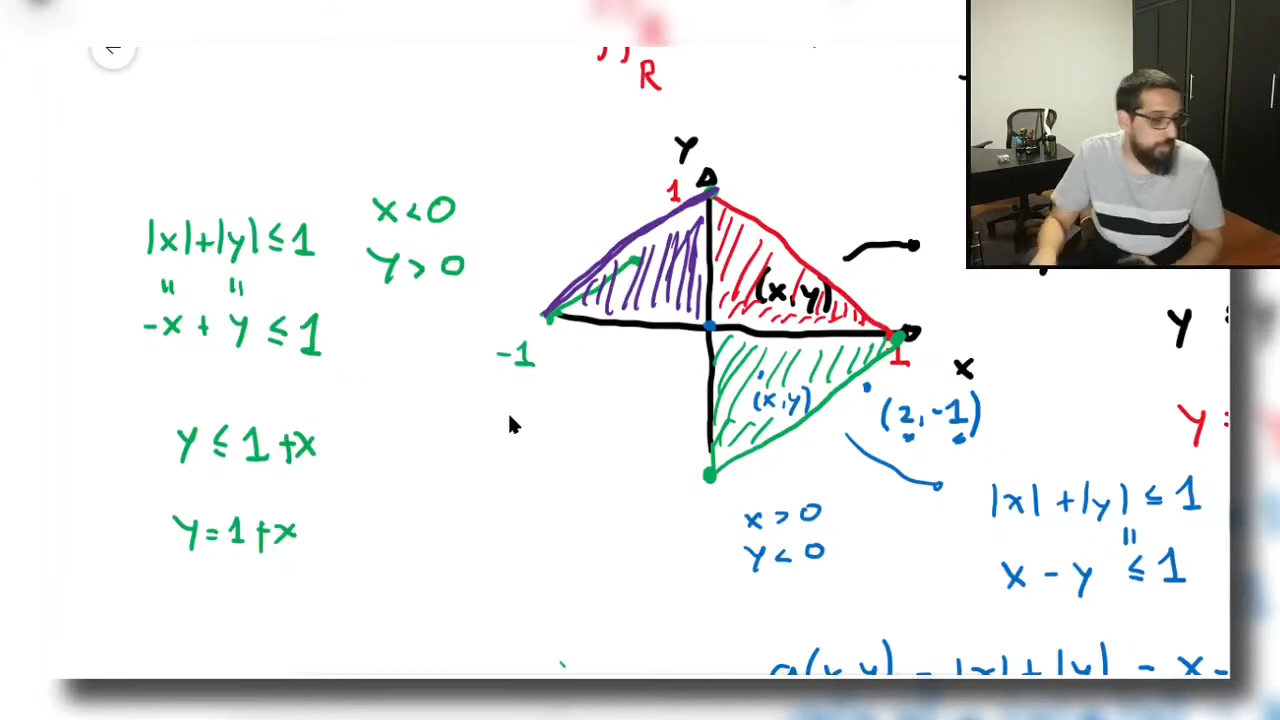 R
Y
1
x < 0
|x|+|y| ≤ 1
y > 0
" "
(x,y)
-x + y ≤ 1
-1
1
x
y
(x,y)
(2,-1)
y ≤ 1+x
|x|+|y| ≤ 1
x > 0
y = 1+x
y < 0
"
x - y ≤ 1